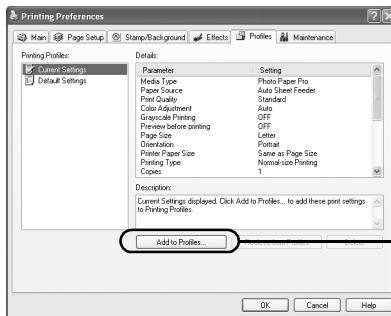 Printing Preferences
Main Page Setup Stamp/Background Effects Profiles Maintenance
Printing Profiles:
Current Settings
Default Settings
Details:
Parameter Setting
Media Type Photo Paper Pro
Paper Source Auto Sheet Feeder
Print Quality Standard
Color Adjustment Auto
Grayscale Printing OFF
Preview before printing OFF
Page Size Letter
Orientation Portrait
Printer Paper Size Same as Page Size
Printing Type Normal-size Printing
Copies 1
Description:
Current Settings displayed. Click Add to Profiles... to add these print settings
to Printing Profiles.
Add to Profiles... Retrieve from Profiles Delete
OK Cancel Help